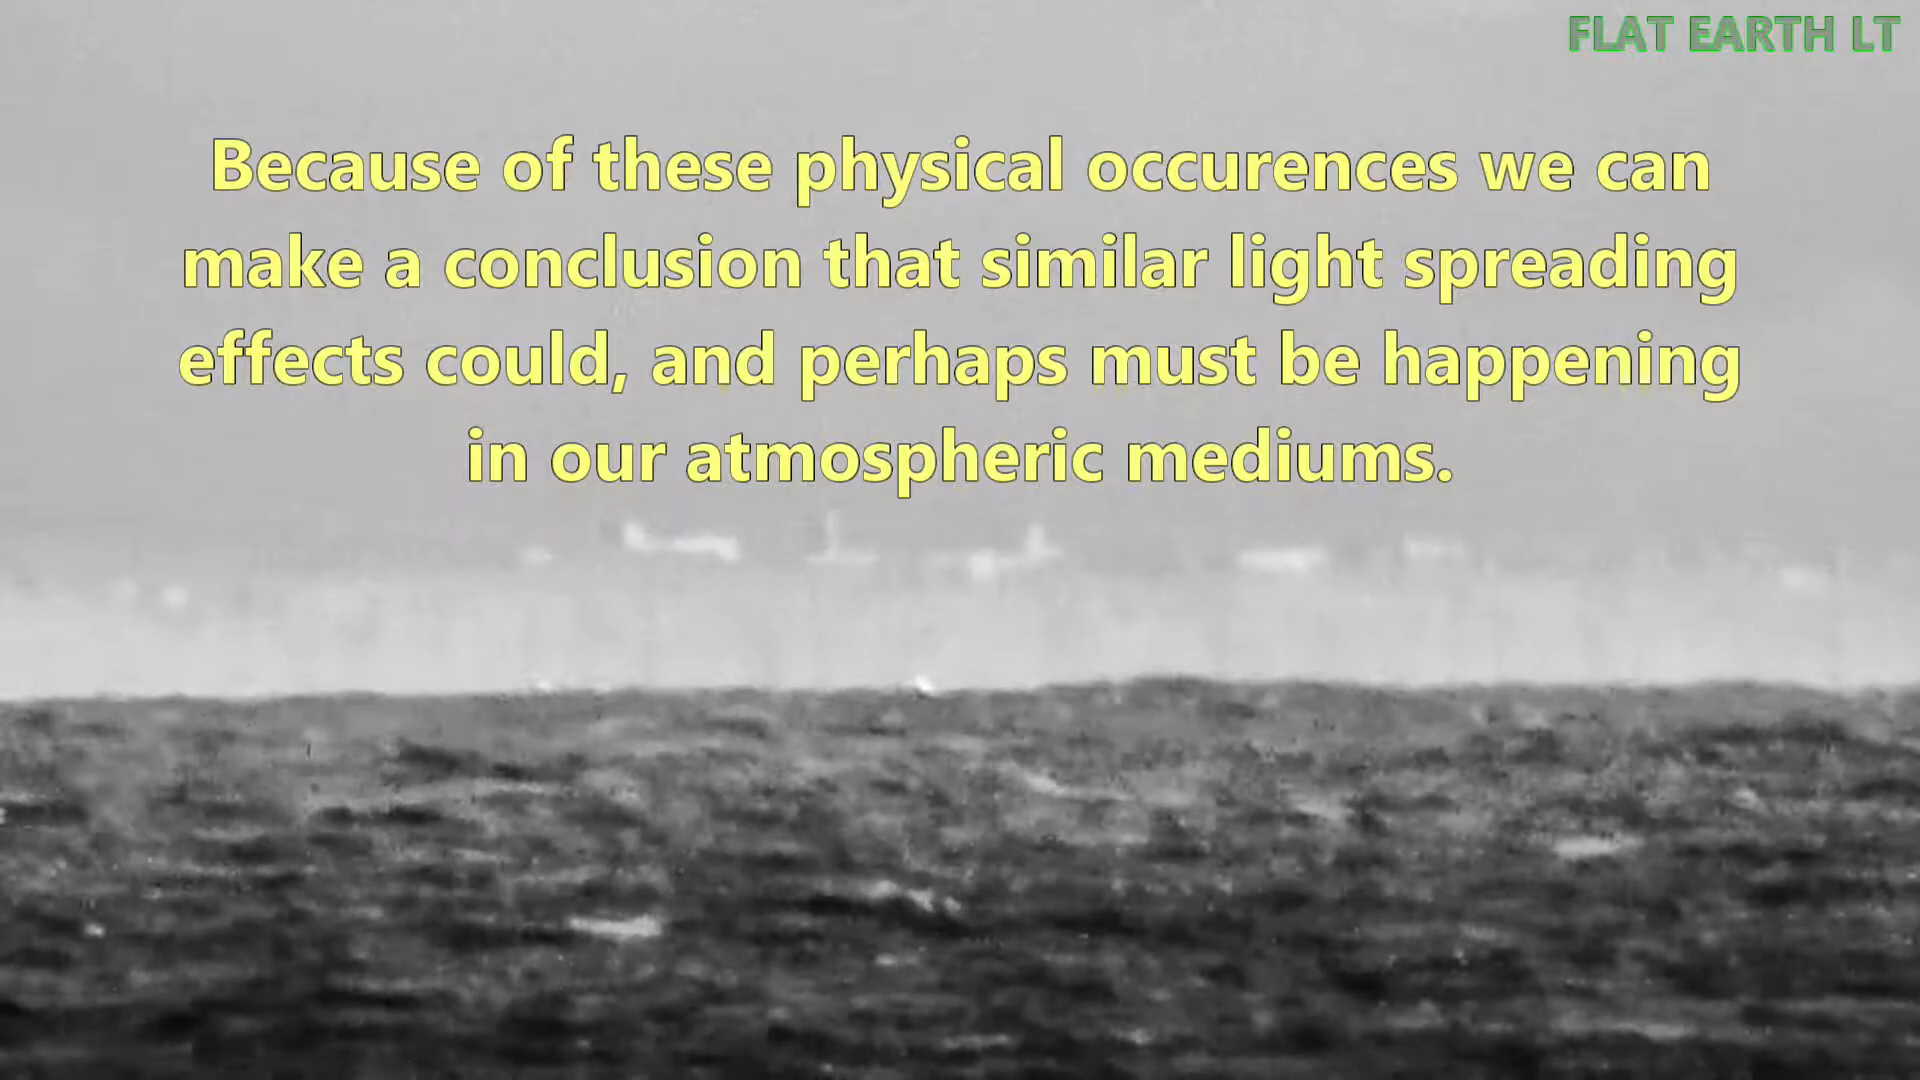 FLAT EARTH LT
Because of these physical occurences we can
make a conclusion that similar light spreading
effects could, and perhaps must be happening
in our atmospheric mediums.